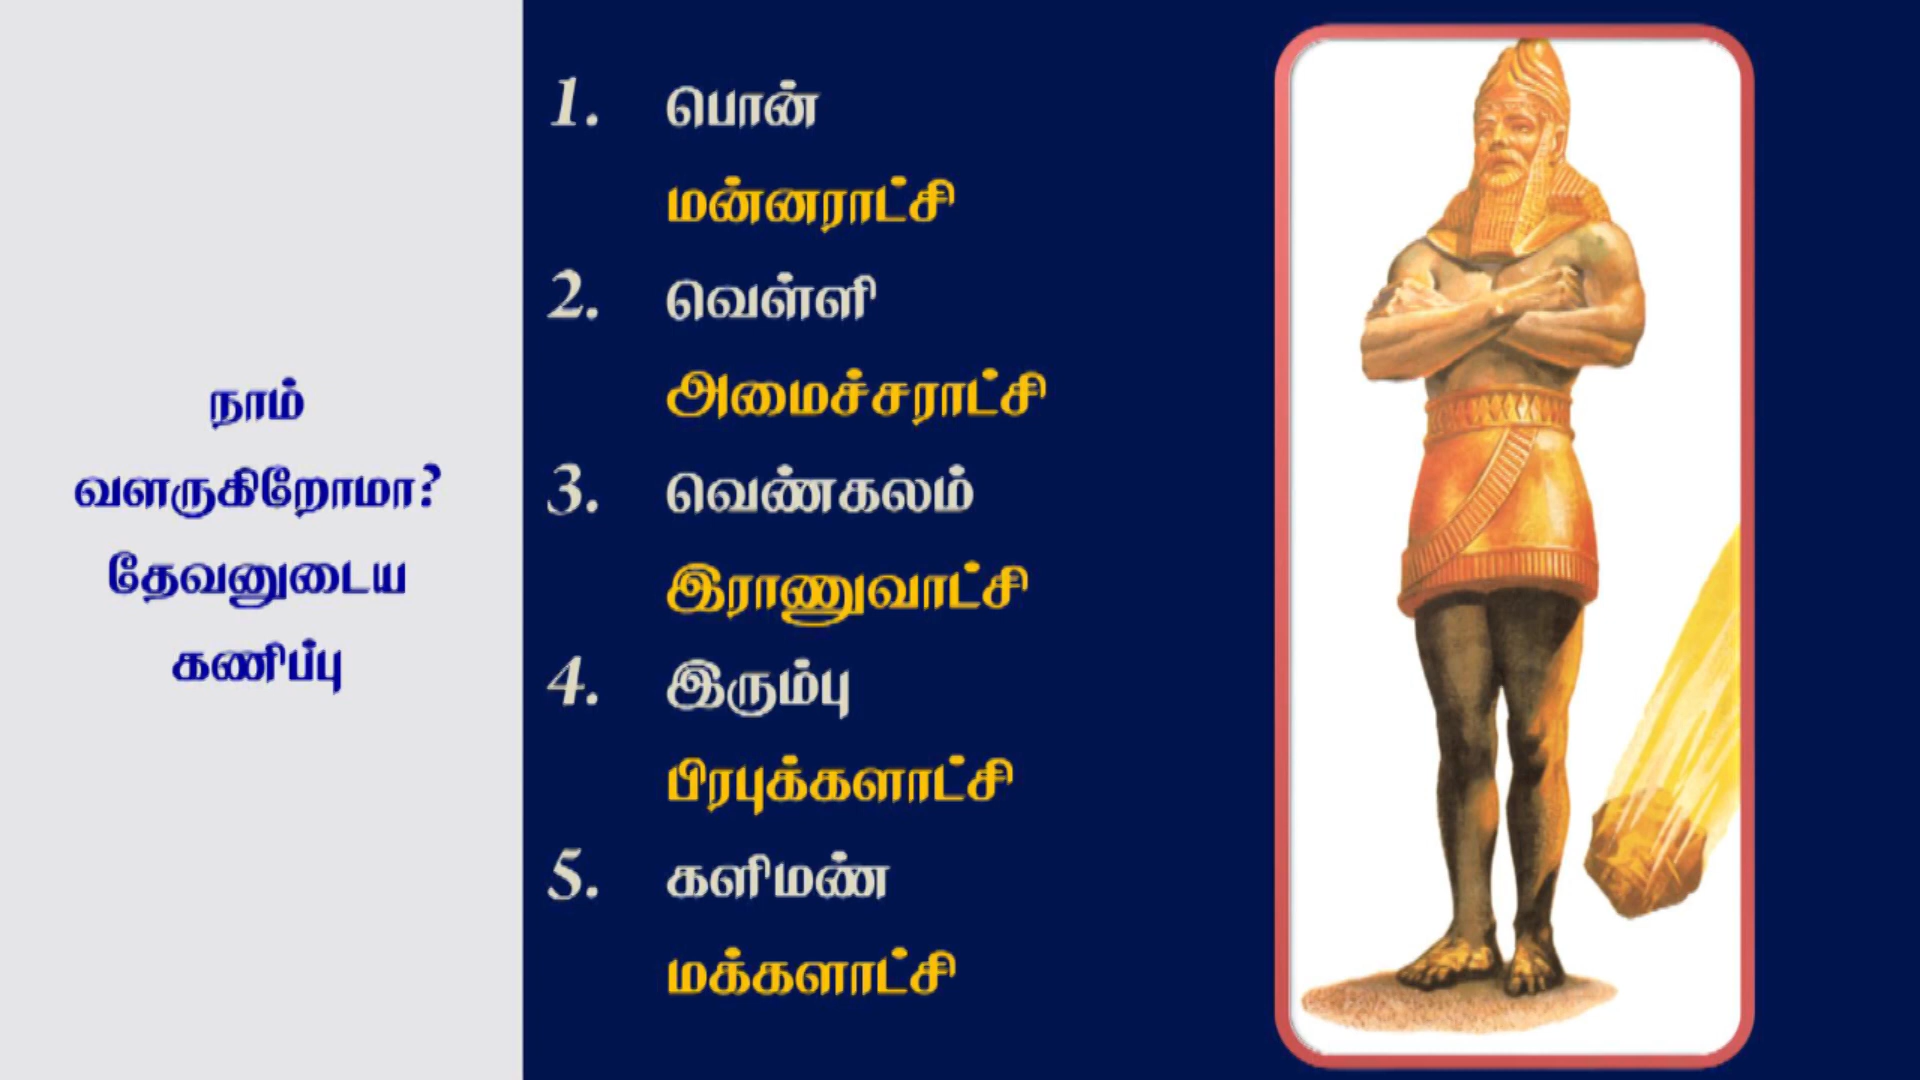 நாம்
வளருகிறோமா?
தேவனுடைய
கணிப்பு
1. பொன்
மன்னராட்சி
2. வெள்ளி
அமைச்சராட்சி
3. வெண்கலம்
இராணுவாட்சி
4. இரும்பு
பிரபுக்களாட்சி
5. களிமண்
மக்களாட்சி